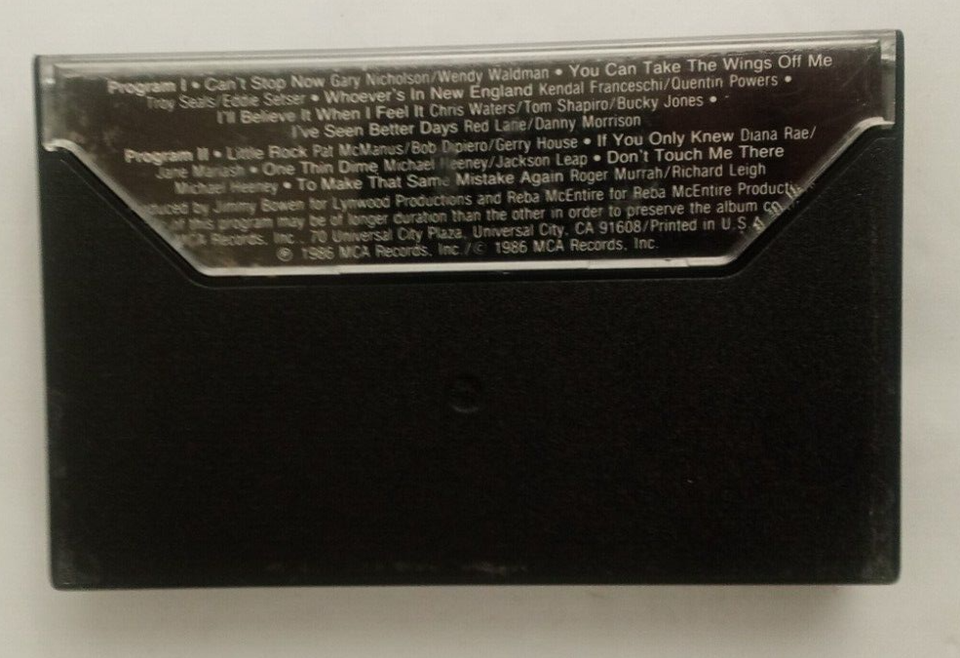 Program I • Can't Stop Now Gary Nicholson/Wendy Waldman • You Can Take The Wings Off Me
Troy Seals/Eddie Setser • Whoever's In New England Kendal Franceschi/Quentin Powers •
I'll Believe It When I Feel It Chris Waters/Tom Shapiro/Bucky Jones •
I've Seen Better Days Red Lane/Danny Morrison
Program II • Little Rock Pat McManus/Bob Dipiero/Gerry House • If You Only Knew Diana Rae/
Jane Mariash • One Thin Dime Michael Heeney/Jackson Leap • Don't Touch Me There
Michael Heeney • To Make That Same Mistake Again Roger Murrah/Richard Leigh
duced by Jimmy Bowen for Lynwood Productions and Reba McEntire for Reba McEntire Producti
of this program may be of longer duration than the other in order to preserve the album
MCA Records, Inc. 70 Universal City Plaza, Universal City, CA 91608/Printed in U.S.A.
℗ 1986 MCA Records, Inc./© 1986 MCA Records, Inc.